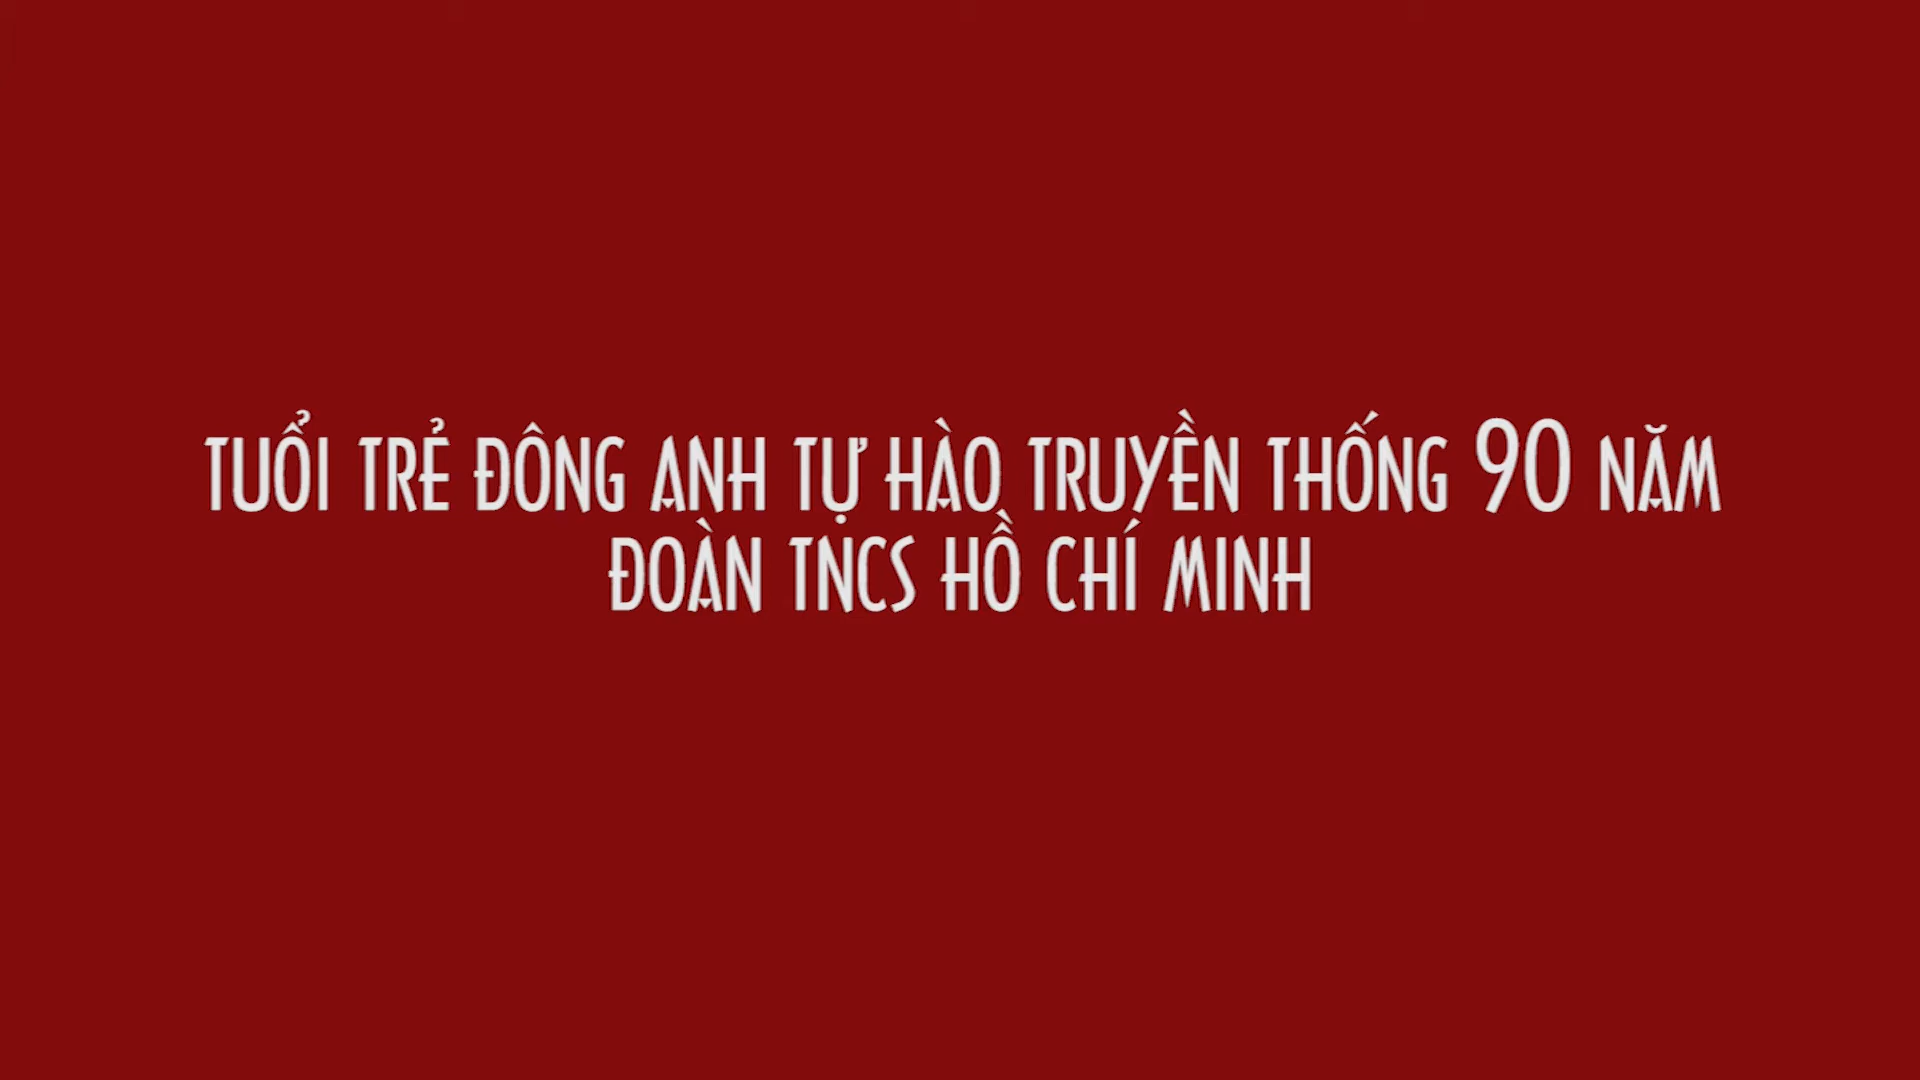 TUỔI TRẺ ĐÔNG ANH TỰ HÀO TRUYỀN THỐNG 90 NĂM
ĐOÀN TNCS HỒ CHÍ MINH